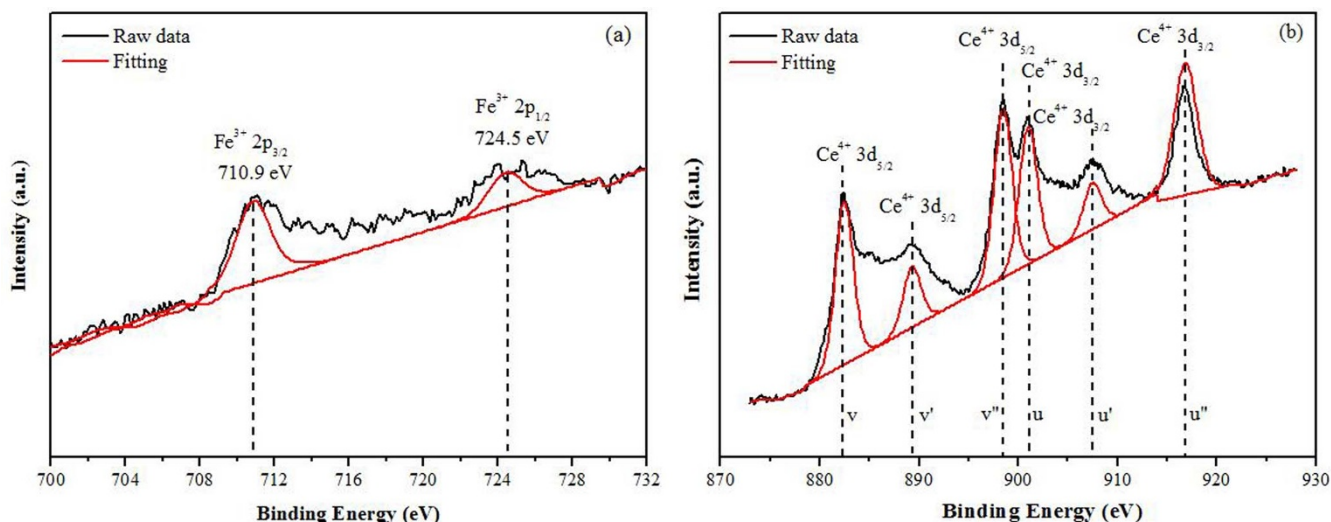 Raw data
Fitting
(a)
Fe³⁺ 2p₃/₂
710.9 eV
Fe³⁺ 2p₁/₂
724.5 eV
Intensity (a.u.)
700 704 708 712 716 720 724 728 732
Binding Energy (eV)
Raw data
Fitting
(b)
Ce⁴⁺ 3d₅/₂
Ce⁴⁺ 3d₃/₂
Ce⁴⁺ 3d₃/₂
Ce⁴⁺ 3d₃/₂
Ce⁴⁺ 3d₅/₂
Ce⁴⁺ 3d₅/₂
v v' v" u u' u"
Intensity (a.u.)
870 880 890 900 910 920 930
Binding Energy (eV)